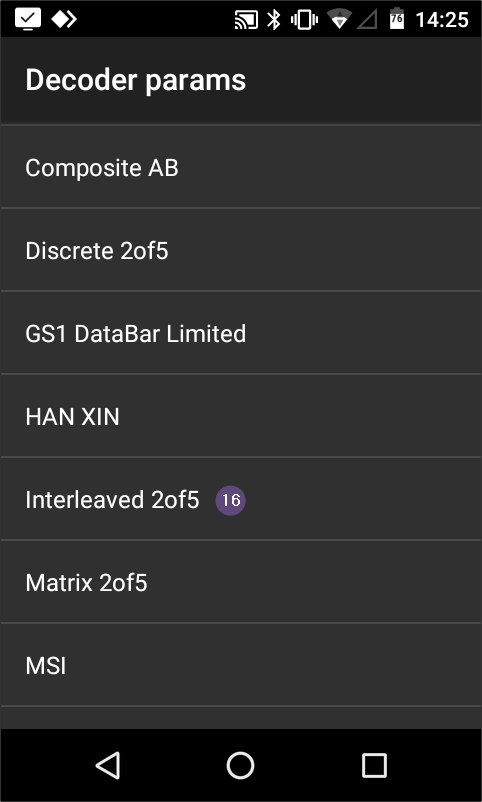 76 14:25
Decoder params
Composite AB
Discrete 2of5
GS1 DataBar Limited
HAN XIN
Interleaved 2of5 16
Matrix 2of5
MSI